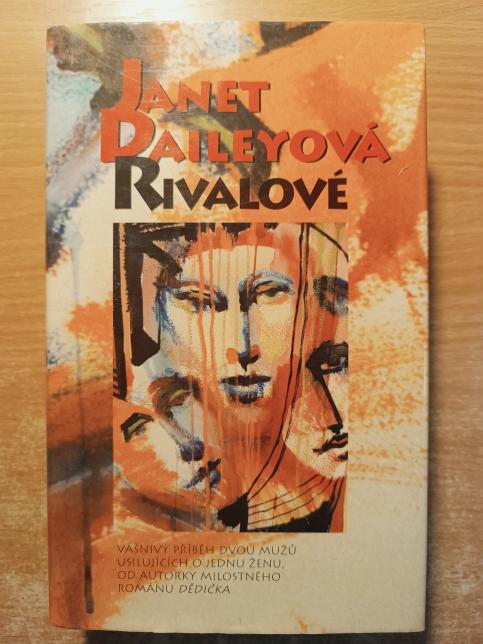 JANET
DAILEYOVÁ
RIVALOVÉ
VÁŠNIVÝ PŘÍBĚH DVOU MUŽŮ
USILUJÍCÍCH O JEDNU ŽENU,
OD AUTORKY MILOSTNÉHO
ROMÁNU DĚDIČKA